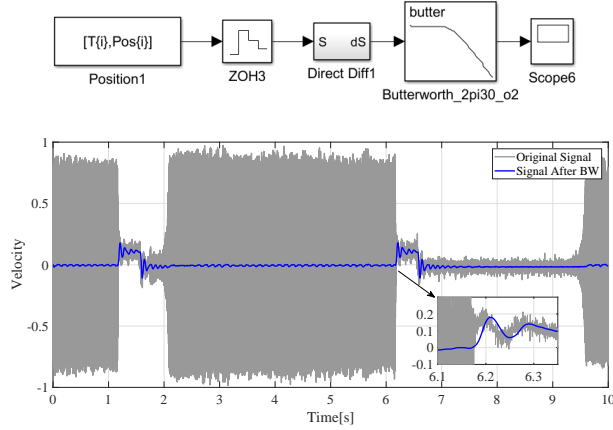 [T{i},Pos{i}]
Position1
ZOH3
S dS
Direct Diff1
butter
Butterworth_2pi30_o2
Scope6
1
0.5
0
-0.5
-1
Velocity
Original Signal
Signal After BW
0.2
0.1
0
-0.1
6.1 6.2 6.3
0 1 2 3 4 5 6 7 8 9 10
Time[s]